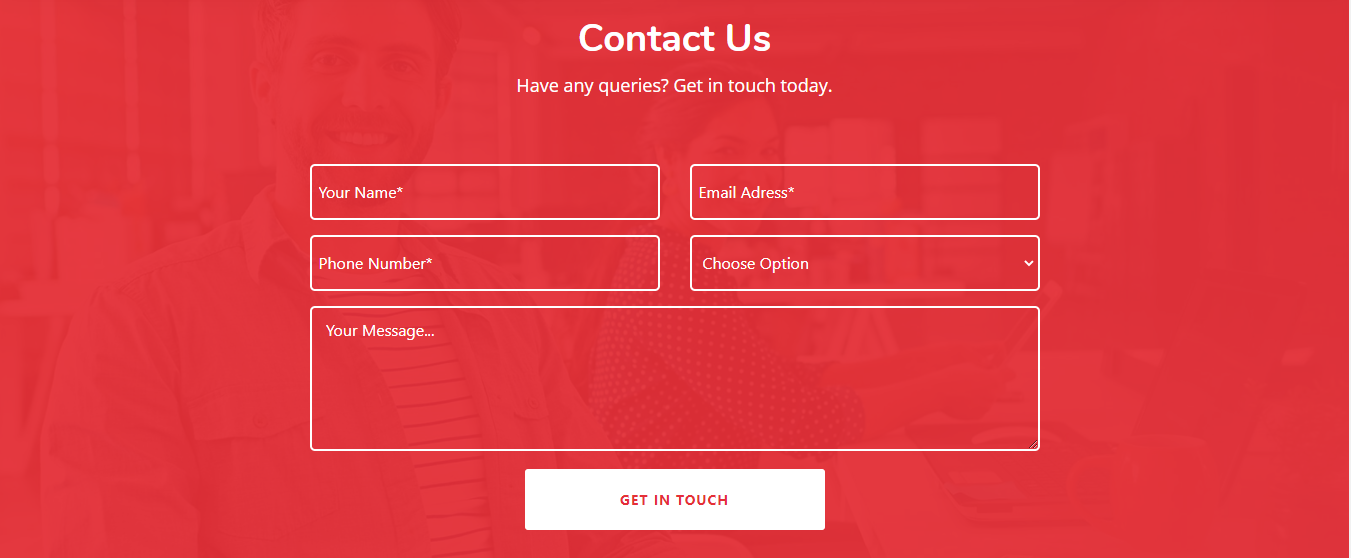 Contact Us
Have any queries? Get in touch today.
Your Name*
Email Adress*
Phone Number*
Choose Option
Your Message...
GET IN TOUCH